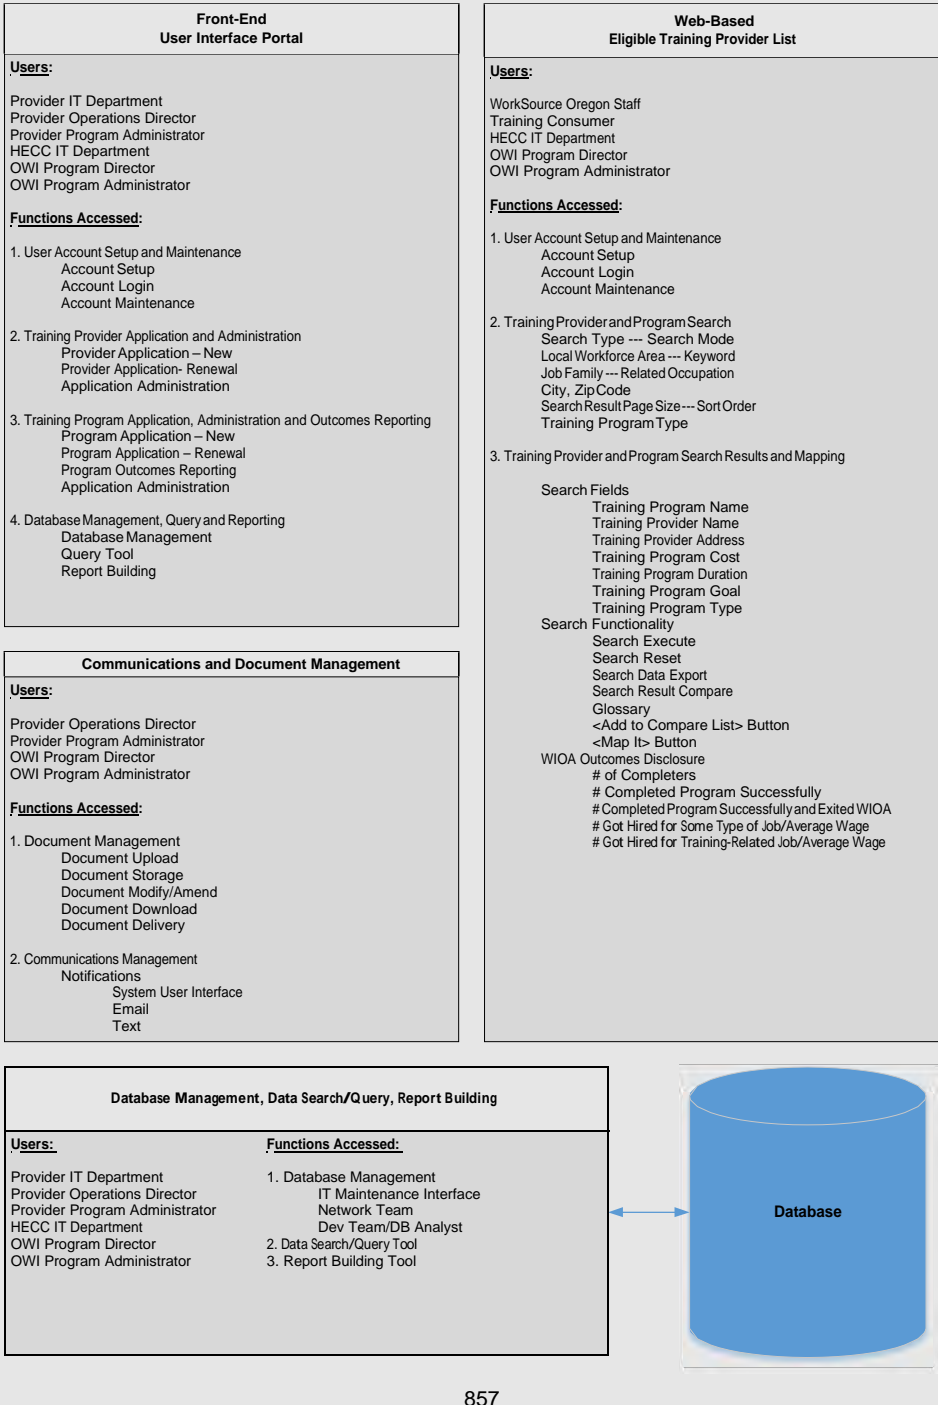 Front-End
User Interface Portal
Users:
Provider IT Department
Provider Operations Director
Provider Program Administrator
HECC IT Department
OWI Program Director
OWI Program Administrator
Functions Accessed:
1. User Account Setup and Maintenance
Account Setup
Account Login
Account Maintenance
2. Training Provider Application and Administration
Provider Application – New
Provider Application- Renewal
Application Administration
3. Training Program Application, Administration and Outcomes Reporting
Program Application – New
Program Application – Renewal
Program Outcomes Reporting
Application Administration
4. Database Management, Query and Reporting
Database Management
Query Tool
Report Building
Communications and Document Management
Users:
Provider Operations Director
Provider Program Administrator
OWI Program Director
OWI Program Administrator
Functions Accessed:
1. Document Management
Document Upload
Document Storage
Document Modify/Amend
Document Download
Document Delivery
2. Communications Management
Notifications
System User Interface
Email
Text
Web-Based
Eligible Training Provider List
Users:
WorkSource Oregon Staff
Training Consumer
HECC IT Department
OWI Program Director
OWI Program Administrator
Functions Accessed:
1. User Account Setup and Maintenance
Account Setup
Account Login
Account Maintenance
2. Training Provider and Program Search
Search Type --- Search Mode
Local Workforce Area --- Keyword
Job Family --- Related Occupation
City, Zip Code
Search Result Page Size --- Sort Order
Training Program Type
3. Training Provider and Program Search Results and Mapping
Search Fields
Training Program Name
Training Provider Name
Training Provider Address
Training Program Cost
Training Program Duration
Training Program Goal
Training Program Type
Search Functionality
Search Execute
Search Reset
Search Data Export
Search Result Compare
Glossary
<Add to Compare List> Button
<Map It> Button
WIOA Outcomes Disclosure
# of Completers
# Completed Program Successfully
# Completed Program Successfully and Exited WIOA
# Got Hired for Some Type of Job/Average Wage
# Got Hired for Training-Related Job/Average Wage
Database Management, Data Search/Query, Report Building
Users:
Provider IT Department
Provider Operations Director
Provider Program Administrator
HECC IT Department
OWI Program Director
OWI Program Administrator
Functions Accessed:
1. Database Management
IT Maintenance Interface
Network Team
Dev Team/DB Analyst
2. Data Search/Query Tool
3. Report Building Tool
Database
857